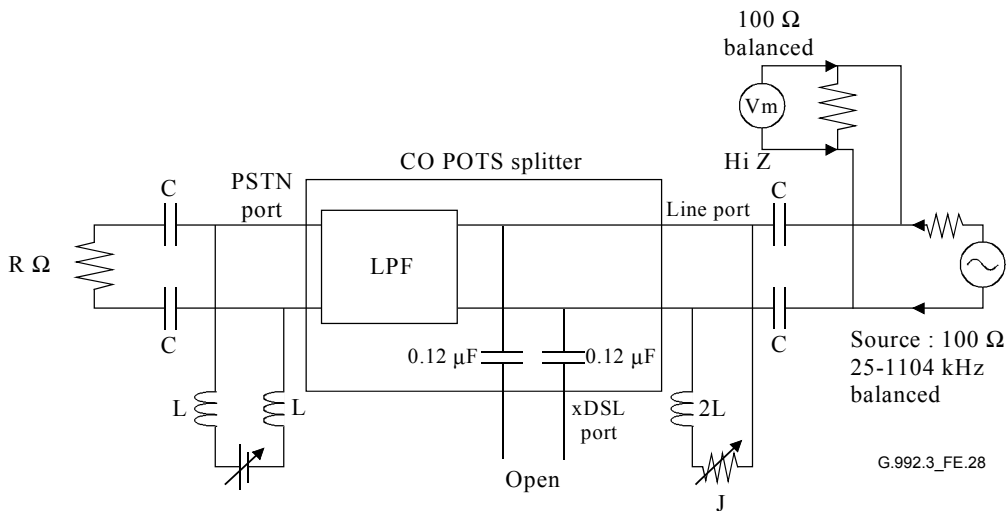 100 Ω
balanced
Vm
Hi Z
CO POTS splitter
PSTN
port
Line port
C
C
R Ω
LPF
C
C
0.12 µF
0.12 µF
Source : 100 Ω
25-1104 kHz
balanced
L
L
2L
xDSL
port
Open
J
G.992.3_FE.28